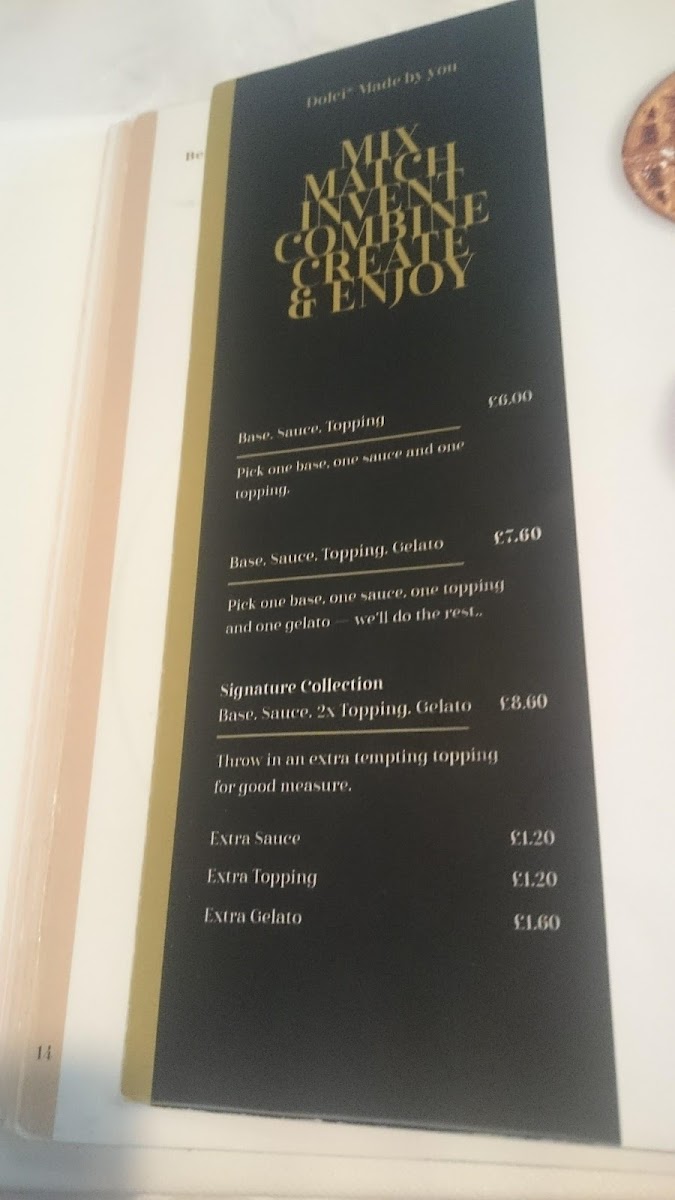 Dolci* Made by you
MIX
MATCH
INVENT
COMBINE
CREATE
& ENJOY
Base, Sauce, Topping £6.00
Pick one base, one sauce and one
topping.
Base, Sauce, Topping, Gelato £7.60
Pick one base, one sauce, one topping
and one gelato — we'll do the rest..
Signature Collection
Base, Sauce, 2x Topping, Gelato £8.60
Throw in an extra tempting topping
for good measure.
Extra Sauce £1.20
Extra Topping £1.20
Extra Gelato £1.60
Be
14